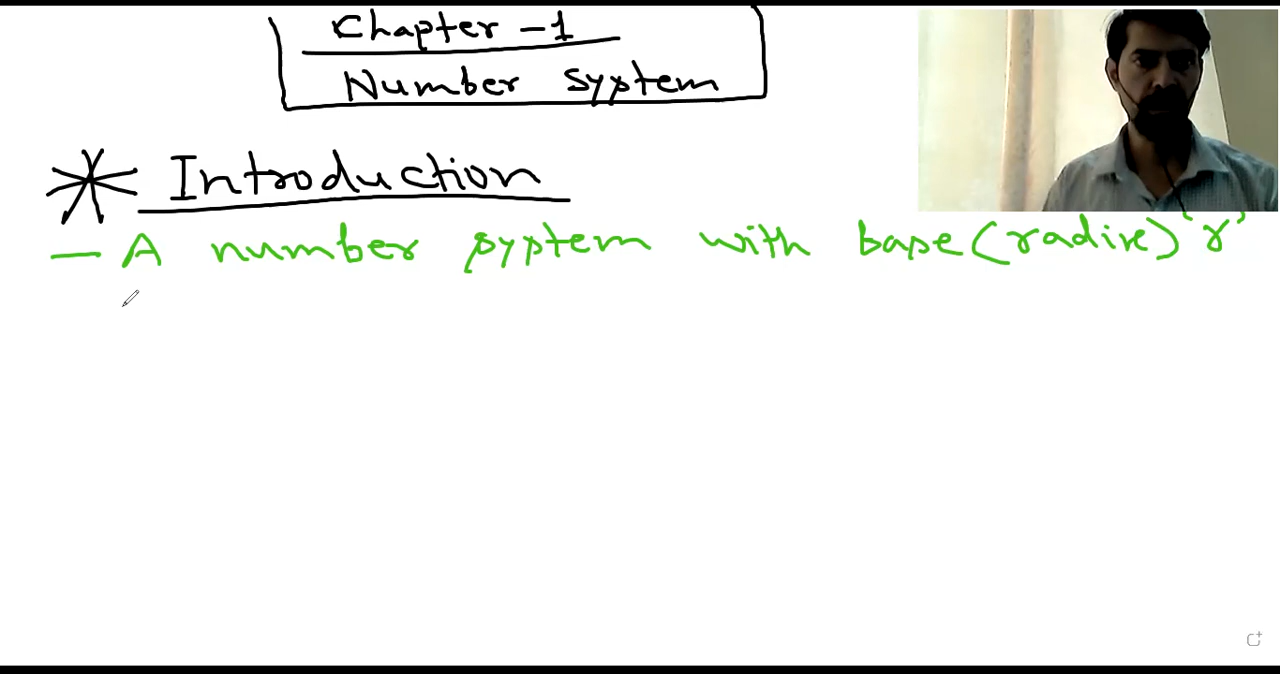 Chapter - 1
Number system
Introduction
— A number system with base (radix) 'r'